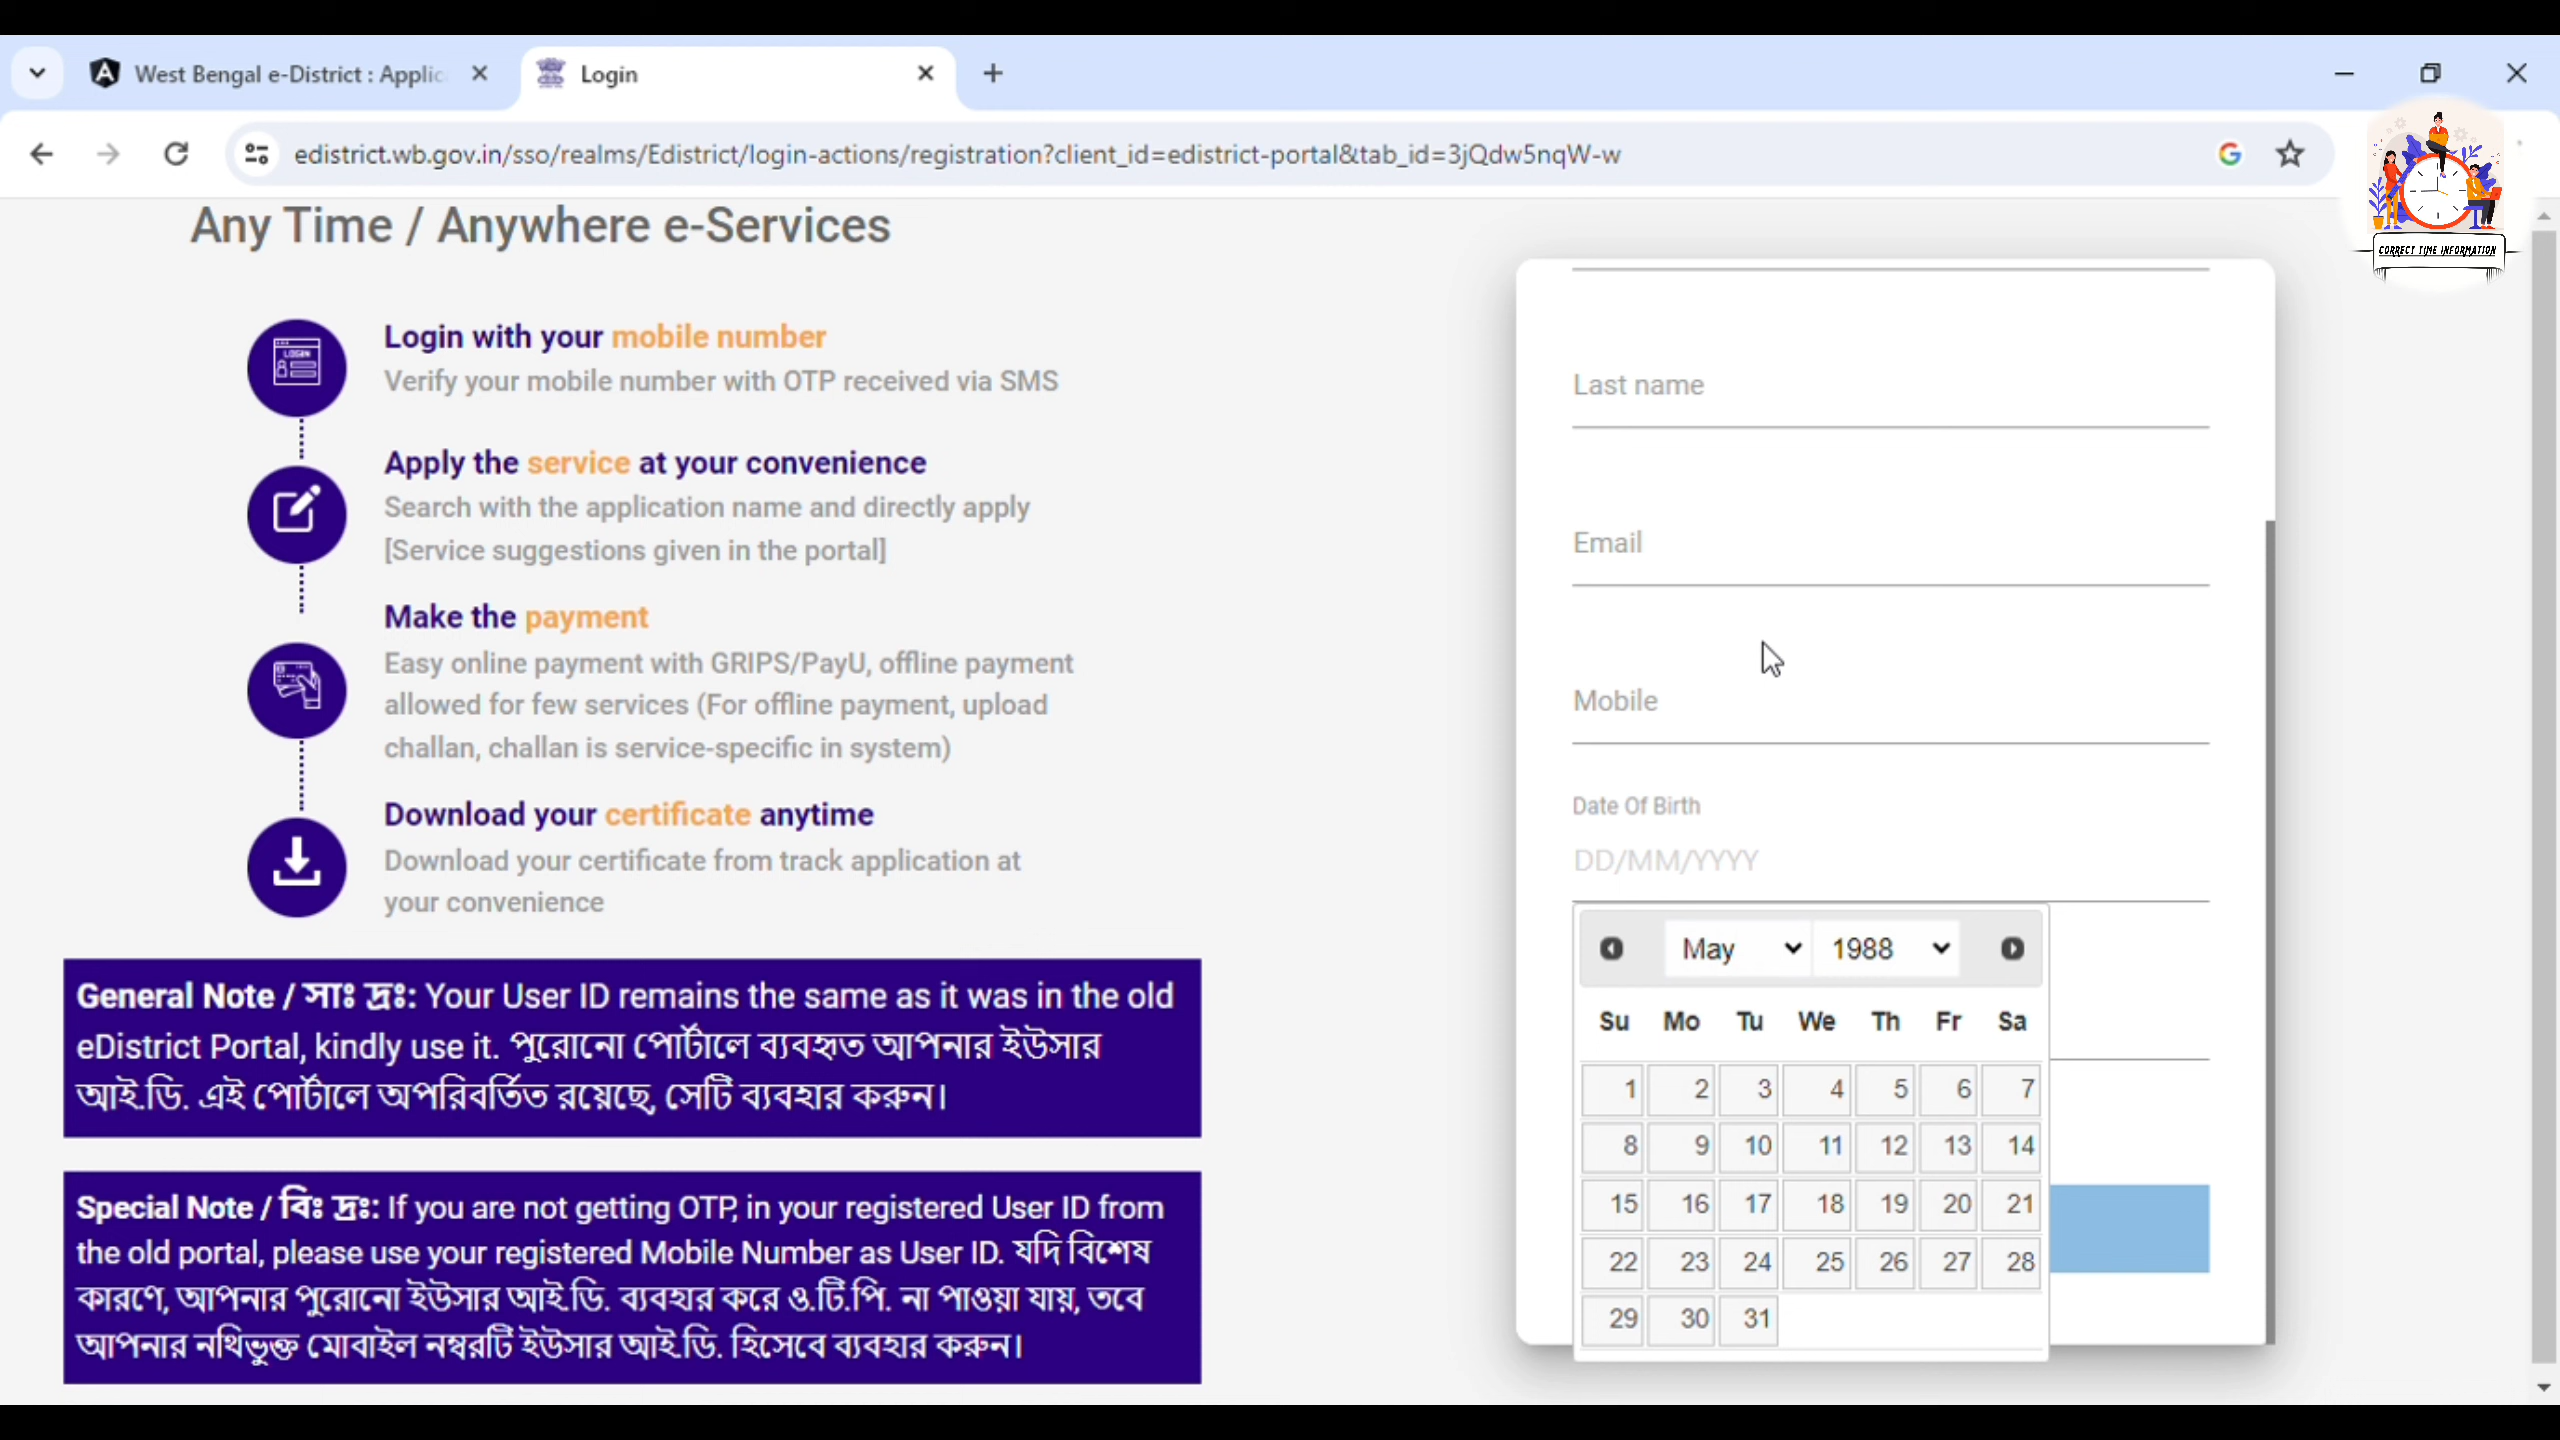 West Bengal e-District : Applic
Login
edistrict.wb.gov.in/sso/realms/Edistrict/login-actions/registration?client_id=edistrict-portal&tab_id=3jQdw5nqW-w
CORRECT TIME INFORMATION
Any Time / Anywhere e-Services
LOGIN
Login with your mobile number
Verify your mobile number with OTP received via SMS
Apply the service at your convenience
Search with the application name and directly apply
[Service suggestions given in the portal]
Make the payment
Easy online payment with GRIPS/PayU, offline payment
allowed for few services (For offline payment, upload
challan, challan is service-specific in system)
Download your certificate anytime
Download your certificate from track application at
your convenience
General Note / সাঃ দ্রঃ: Your User ID remains the same as it was in the old
eDistrict Portal, kindly use it. পুরোনো পোর্টালে ব্যবহৃত আপনার ইউসার
আই.ডি. এই পোর্টালে অপরিবর্তিত রয়েছে, সেটি ব্যবহার করুন।
Special Note / বিঃ দ্রঃ: If you are not getting OTP, in your registered User ID from
the old portal, please use your registered Mobile Number as User ID. যদি বিশেষ
কারণে, আপনার পুরোনো ইউসার আই.ডি. ব্যবহার করে ও.টি.পি. না পাওয়া যায়, তবে
আপনার নথিভুক্ত মোবাইল নম্বরটি ইউসার আই.ডি. হিসেবে ব্যবহার করুন।
Last name
Email
Mobile
Date Of Birth
DD/MM/YYYY
May 1988
Su Mo Tu We Th Fr Sa
1 2 3 4 5 6 7
8 9 10 11 12 13 14
15 16 17 18 19 20 21
22 23 24 25 26 27 28
29 30 31